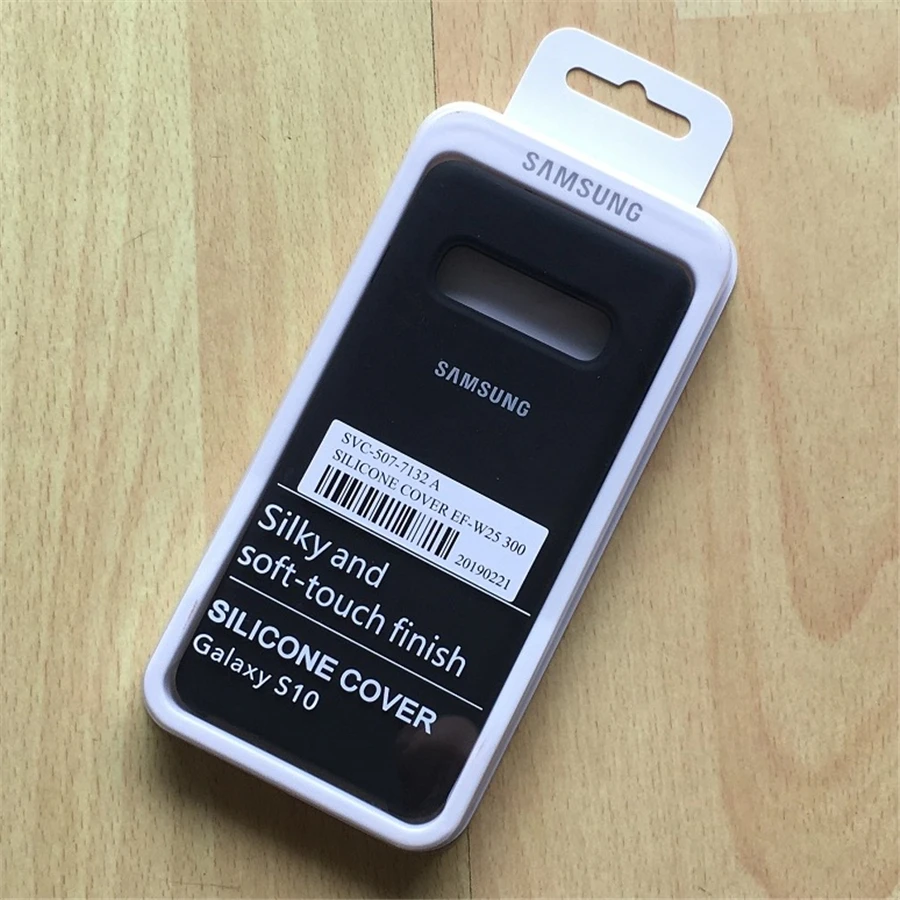 SAMSUNG
SAMSUNG
SVC-507-7132 A
SILICONE COVER EF-W25 300
20190221
Silky and
soft-touch finish
SILICONE COVER
Galaxy S10